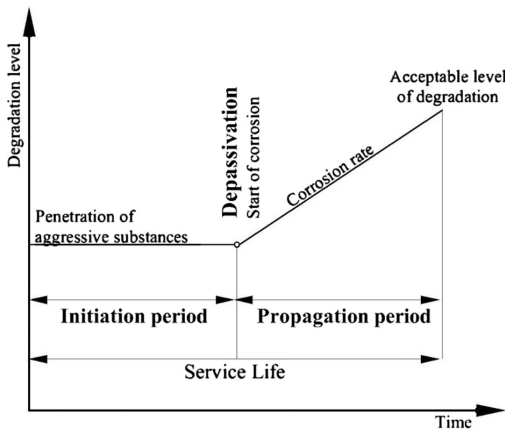 Degradation level
Penetration of
aggressive substances
Depassivation
Start of corrosion
Corrosion rate
Acceptable level
of degradation
Initiation period
Propagation period
Service Life
Time